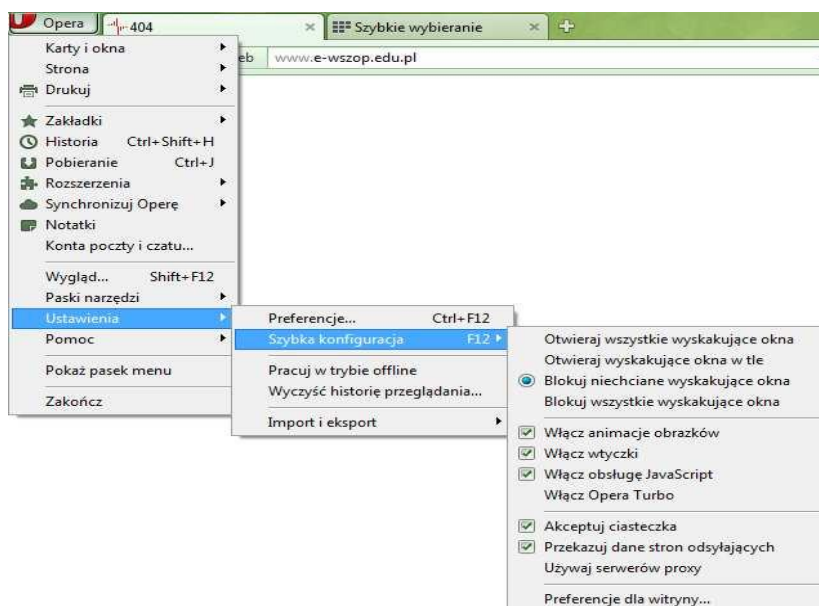 Opera
404
Szybkie wybieranie
eb www.e-wszop.edu.pl
Karty i okna
Strona
Drukuj
Zakładki
Historia Ctrl+Shift+H
Pobieranie Ctrl+J
Rozszerzenia
Synchronizuj Operę
Notatki
Konta poczty i czatu...
Wygląd... Shift+F12
Paski narzędzi
Ustawienia
Pomoc
Pokaż pasek menu
Zakończ
Preferencje... Ctrl+F12
Szybka konfiguracja F12
Pracuj w trybie offline
Wyczyść historię przeglądania...
Import i eksport
Otwieraj wszystkie wyskakujące okna
Otwieraj wyskakujące okna w tle
Blokuj niechciane wyskakujące okna
Blokuj wszystkie wyskakujące okna
Włącz animacje obrazków
Włącz wtyczki
Włącz obsługę JavaScript
Włącz Opera Turbo
Akceptuj ciasteczka
Przekazuj dane stron odsyłających
Używaj serwerów proxy
Preferencje dla witryny...